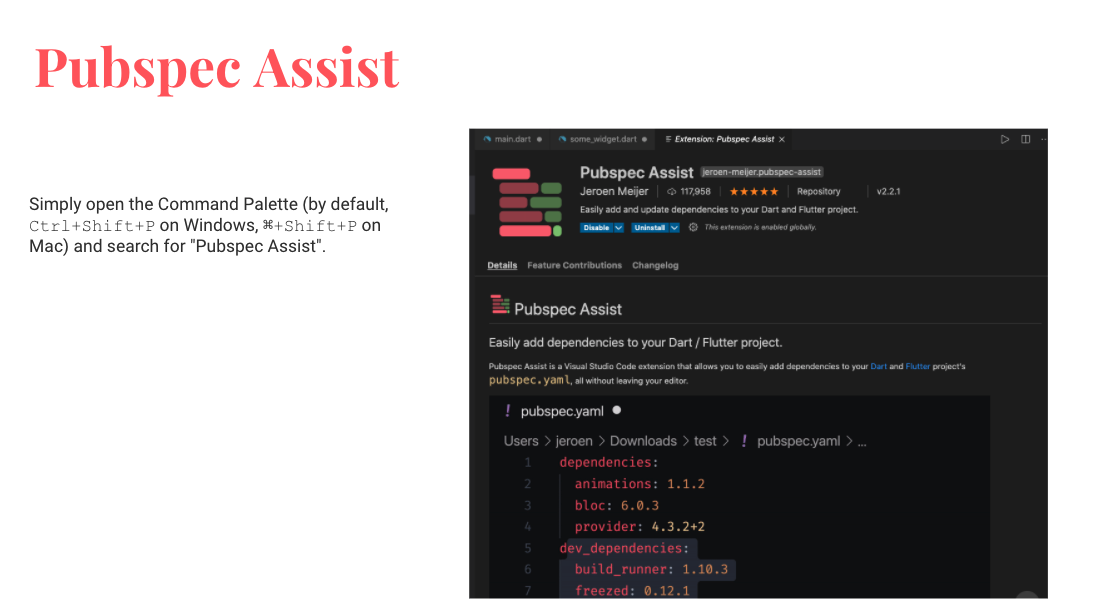 Pubspec Assist
Simply open the Command Palette (by default,
Ctrl+Shift+P on Windows, ⌘+Shift+P on
Mac) and search for "Pubspec Assist".
main.dart
some_widget.dart
Extension: Pubspec Assist
Pubspec Assist jeroen-meijer.pubspec-assist
Jeroen Meijer 117,958 ★★★★★ Repository v2.2.1
Easily add and update dependencies to your Dart and Flutter project.
Disable Uninstall This extension is enabled globally.
Details Feature Contributions Changelog
Pubspec Assist
Easily add dependencies to your Dart / Flutter project.
Pubspec Assist is a Visual Studio Code extension that allows you to easily add dependencies to your Dart and Flutter project's
pubspec.yaml, all without leaving your editor.
! pubspec.yaml
Users > jeroen > Downloads > test > ! pubspec.yaml > ...
1 dependencies:
2 animations: 1.1.2
3 bloc: 6.0.3
4 provider: 4.3.2+2
5 dev_dependencies:
6 build_runner: 1.10.3
7 freezed: 0.12.1